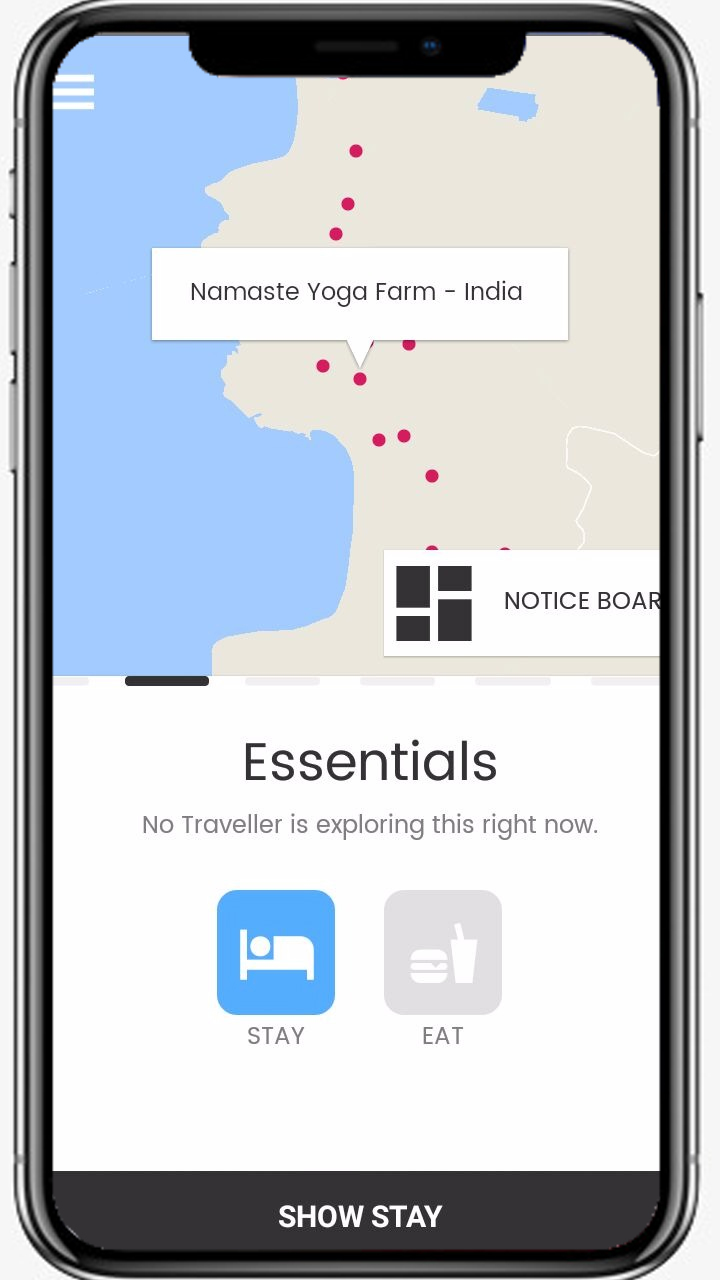 Namaste Yoga Farm - India
NOTICE BOAR
Essentials
No Traveller is exploring this right now.
STAY
EAT
SHOW STAY